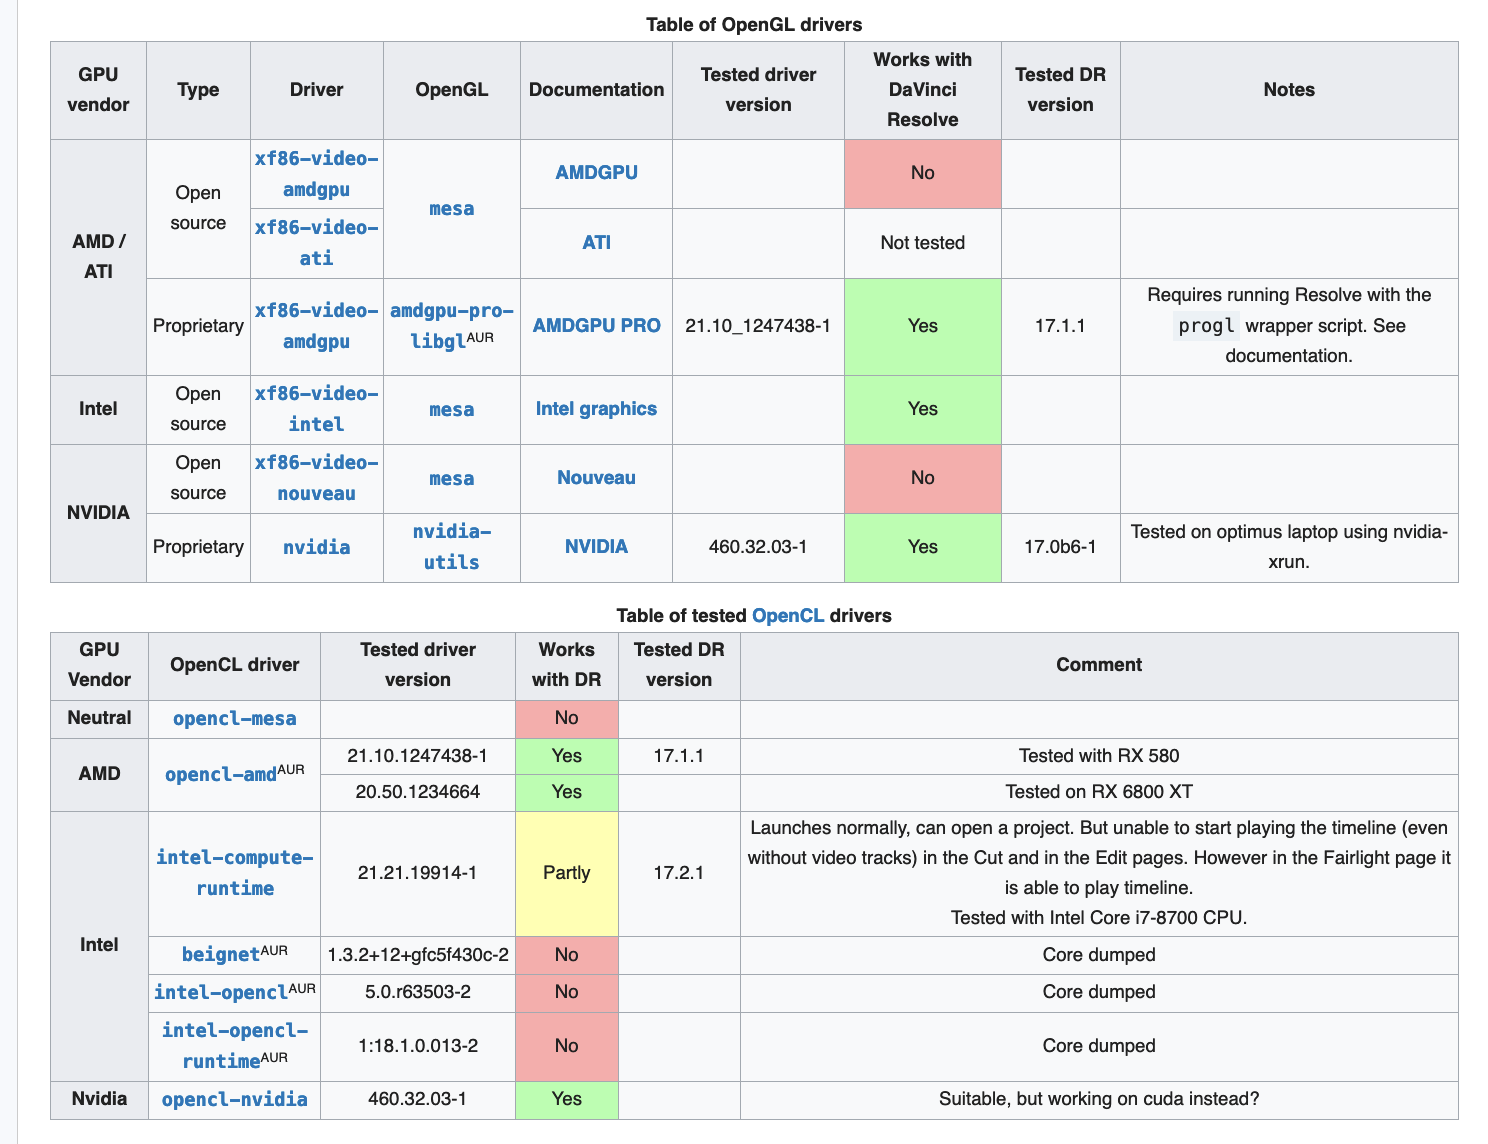 Table of OpenGL drivers
GPU vendor Type Driver OpenGL Documentation Tested driver version Works with DaVinci Resolve Tested DR version Notes
AMD / ATI Open source xf86-video-amdgpu mesa AMDGPU No
xf86-video-ati ATI Not tested
Proprietary xf86-video-amdgpu amdgpu-pro-libglAUR AMDGPU PRO 21.10_1247438-1 Yes 17.1.1 Requires running Resolve with the progl wrapper script. See documentation.
Intel Open source xf86-video-intel mesa Intel graphics Yes
NVIDIA Open source xf86-video-nouveau mesa Nouveau No
Proprietary nvidia nvidia-utils NVIDIA 460.32.03-1 Yes 17.0b6-1 Tested on optimus laptop using nvidia-xrun.
Table of tested OpenCL drivers
GPU Vendor OpenCL driver Tested driver version Works with DR Tested DR version Comment
Neutral opencl-mesa No
AMD opencl-amdAUR 21.10.1247438-1 Yes 17.1.1 Tested with RX 580
20.50.1234664 Yes Tested on RX 6800 XT
Intel intel-compute-runtime 21.21.19914-1 Partly 17.2.1 Launches normally, can open a project. But unable to start playing the timeline (even without video tracks) in the Cut and in the Edit pages. However in the Fairlight page it is able to play timeline.
Tested with Intel Core i7-8700 CPU.
beignetAUR 1.3.2+12+gfc5f430c-2 No Core dumped
intel-openclAUR 5.0.r63503-2 No Core dumped
intel-opencl-runtimeAUR 1:18.1.0.013-2 No Core dumped
Nvidia opencl-nvidia 460.32.03-1 Yes Suitable, but working on cuda instead?